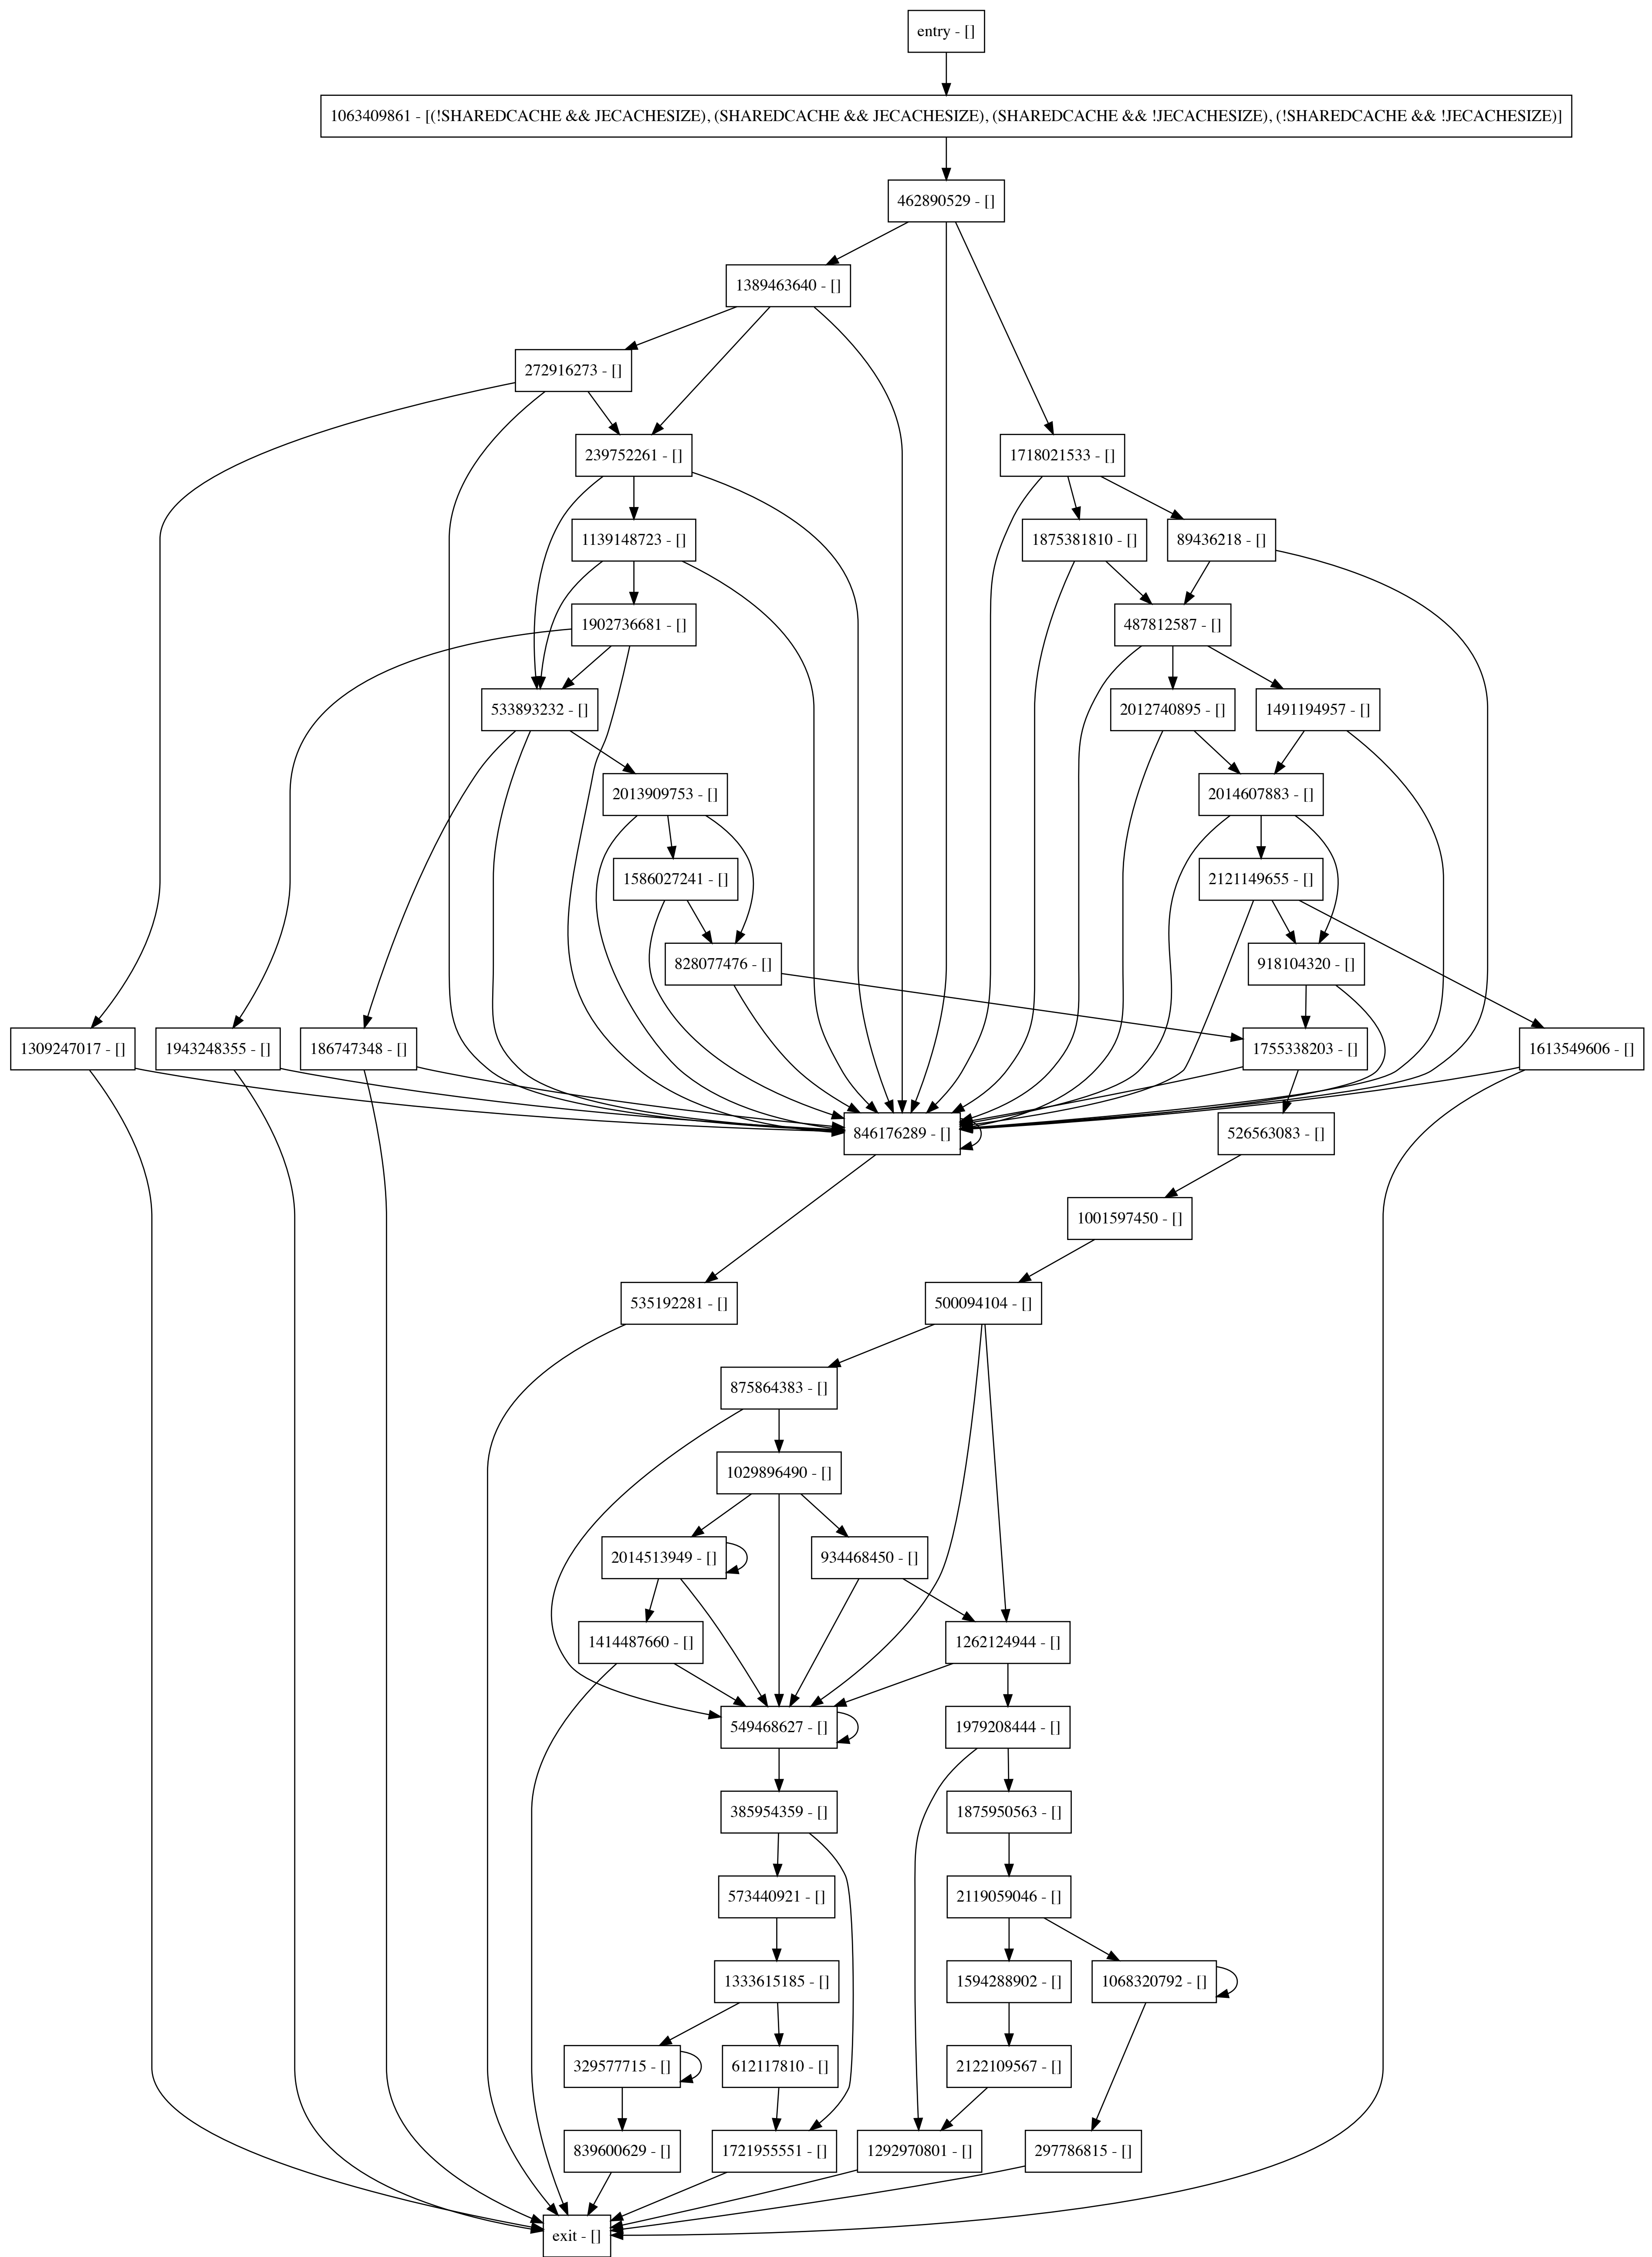 entry - []
1063409861 - [(!SHAREDCACHE && JECACHESIZE), (SHAREDCACHE && JECACHESIZE), (SHAREDCACHE && !JECACHESIZE), (!SHAREDCACHE && !JECACHESIZE)]
462890529 - []
1389463640 - []
272916273 - []
239752261 - []
1718021533 - []
1139148723 - []
1875381810 - []
89436218 - []
1902736681 - []
487812587 - []
533893232 - []
2012740895 - []
1491194957 - []
2013909753 - []
2014607883 - []
1586027241 - []
2121149655 - []
828077476 - []
918104320 - []
1309247017 - []
1943248355 - []
186747348 - []
1755338203 - []
1613549606 - []
846176289 - []
526563083 - []
1001597450 - []
535192281 - []
500094104 - []
875864383 - []
1029896490 - []
2014513949 - []
934468450 - []
1414487660 - []
1262124944 - []
549468627 - []
1979208444 - []
385954359 - []
1875950563 - []
573440921 - []
2119059046 - []
1333615185 - []
1594288902 - []
1068320792 - []
329577715 - []
612117810 - []
2122109567 - []
839600629 - []
1721955551 - []
1292970801 - []
297786815 - []
exit - []